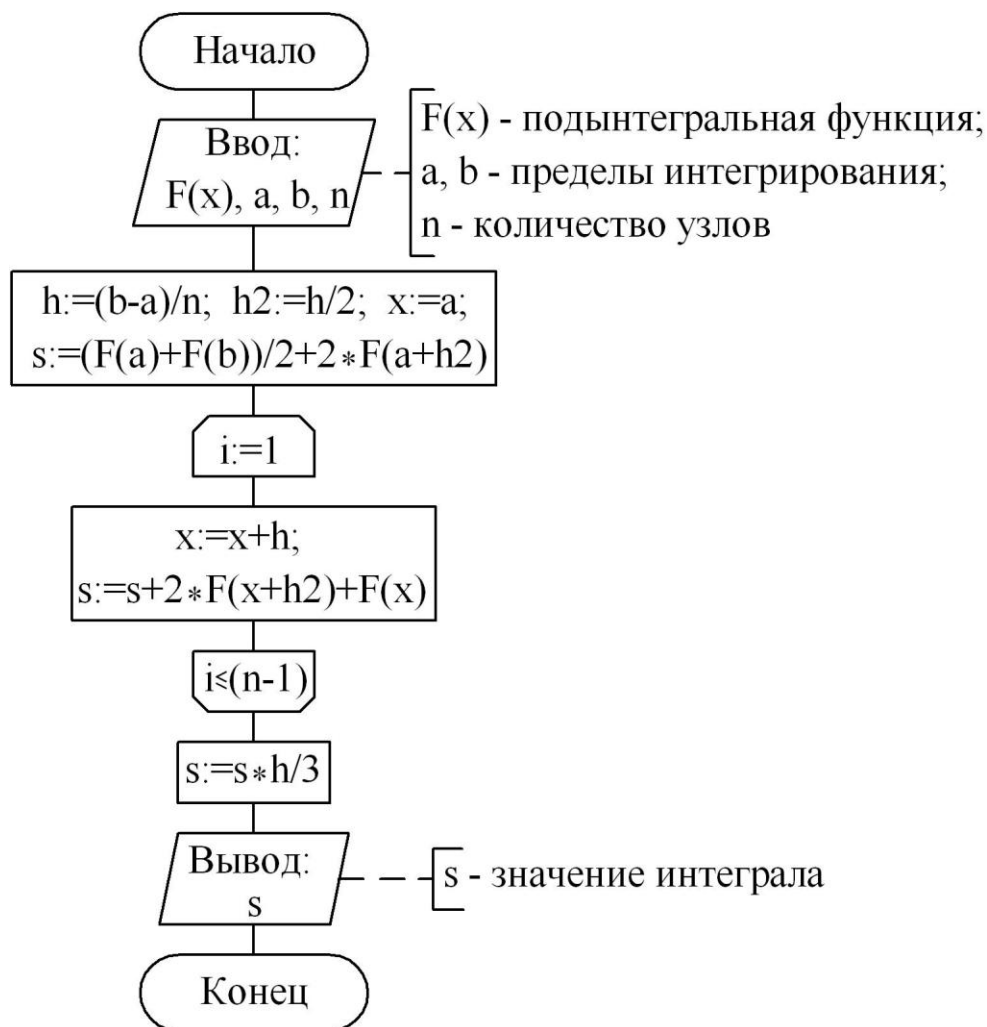 Начало
Ввод:
F(x), a, b, n
F(x) - подынтегральная функция;
a, b - пределы интегрирования;
n - количество узлов
h:=(b-a)/n; h2:=h/2; x:=a;
s:=(F(a)+F(b))/2+2*F(a+h2)
i:=1
x:=x+h;
s:=s+2*F(x+h2)+F(x)
i≤(n-1)
s:=s*h/3
Вывод:
s
s - значение интеграла
Конец